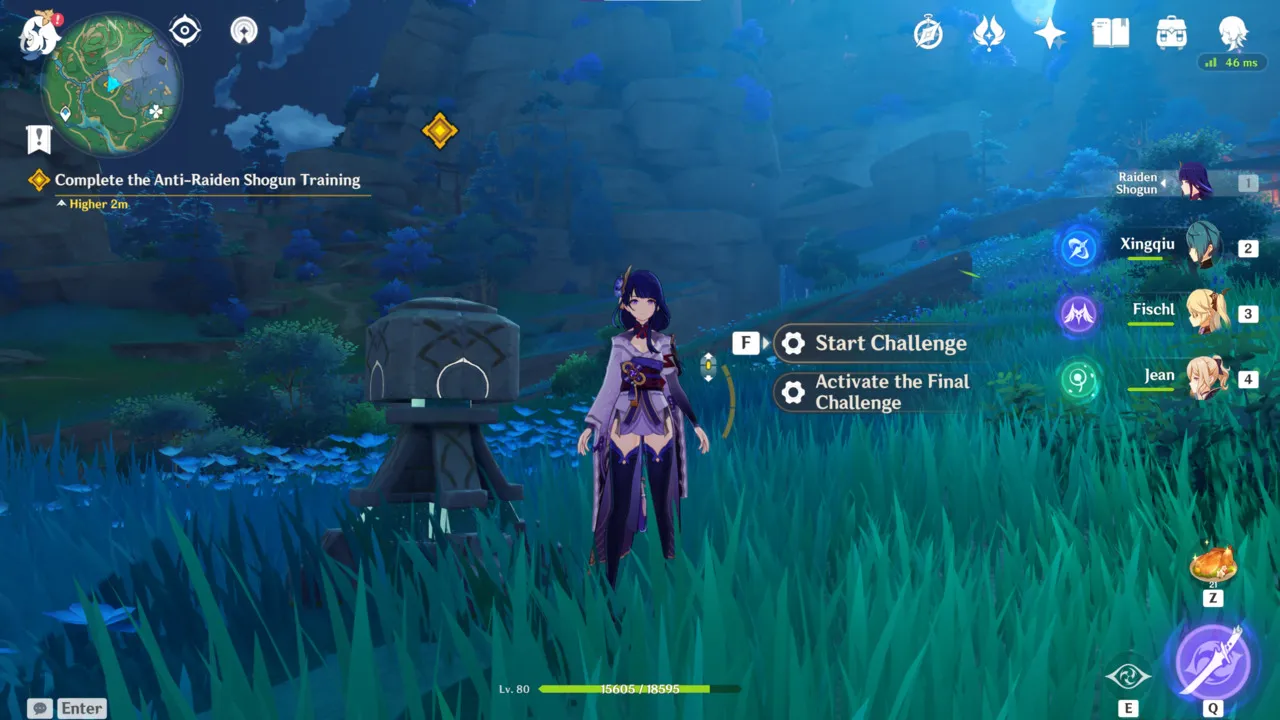 46 ms
Complete the Anti-Raiden Shogun Training
Higher 2m
Raiden
Shogun
1
Xingqiu
2
Fischl
3
Jean
4
F
Start Challenge
Activate the Final
Challenge
21
Z
Lv. 80
15605 / 18595
E
Q
Enter